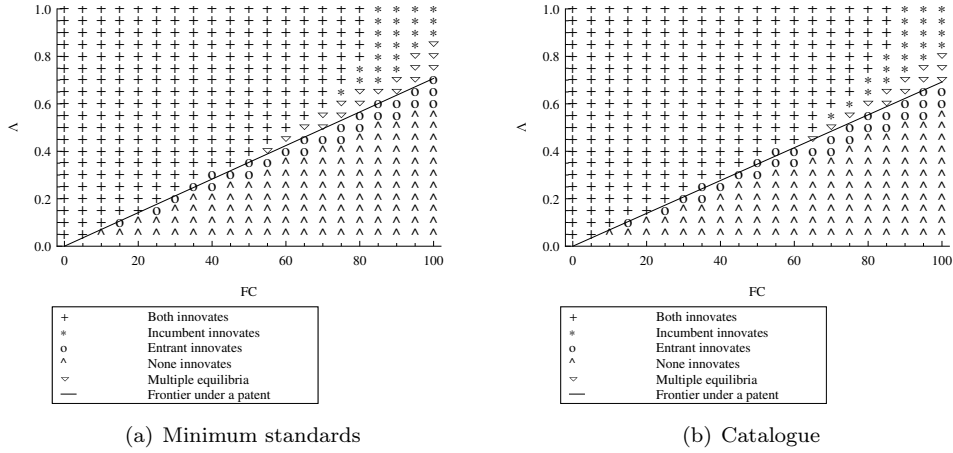 1.0
0.8
0.6
0.4
0.2
0.0
Λ
0 20 40 60 80 100
FC
+ Both innovates
* Incumbent innovates
o Entrant innovates
^ None innovates
▽ Multiple equilibria
— Frontier under a patent
(a) Minimum standards
1.0
0.8
0.6
0.4
0.2
0.0
Λ
0 20 40 60 80 100
FC
+ Both innovates
* Incumbent innovates
o Entrant innovates
^ None innovates
▽ Multiple equilibria
— Frontier under a patent
(b) Catalogue